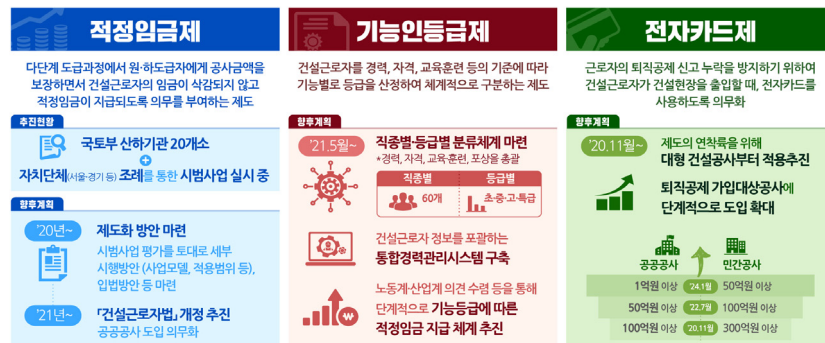 적정임금제
다단계 도급과정에서 원·하도급자에게 공사금액을
보장하면서 건설근로자의 임금이 삭감되지 않고
적정임금이 지급되도록 의무를 부여하는 제도
추진현황
국토부 산하기관 20개소
+
자치단체(서울·경기 등) 조례를 통한 시범사업 실시 중
향후계획
'20년~
제도화 방안 마련
시범사업 평가를 토대로 세부
시행방안 (사업모델, 적용범위 등),
입법방안 등 마련
'21년~
「건설근로자법」 개정 추진
공공공사 도입 의무화
기능인등급제
건설근로자를 경력, 자격, 교육훈련 등의 기준에 따라
기능별로 등급을 산정하여 체계적으로 구분하는 제도
향후계획
'21.5월~
직종별·등급별 분류체계 마련
*경력, 자격, 교육·훈련, 포상을 총괄
직종별
등급별
60개
초·중·고·특급
건설근로자 정보를 포괄하는
통합경력관리시스템 구축
노동계·산업계 의견 수렴 등을 통해
단계적으로 기능등급에 따른
적정임금 지급 체계 추진
₩
전자카드제
근로자의 퇴직공제 신고 누락을 방지하기 위하여
건설근로자가 건설현장을 출입할 때, 전자카드를
사용하도록 의무화
향후계획
'20.11월~
제도의 연착륙을 위해
대형 건설공사부터 적용추진
퇴직공제 가입대상공사에
단계적으로 도입 확대
공공공사
민간공사
1억원 이상 '24.1월 50억원 이상
50억원 이상 '22.7월 100억원 이상
100억원 이상 '20.11월 300억원 이상